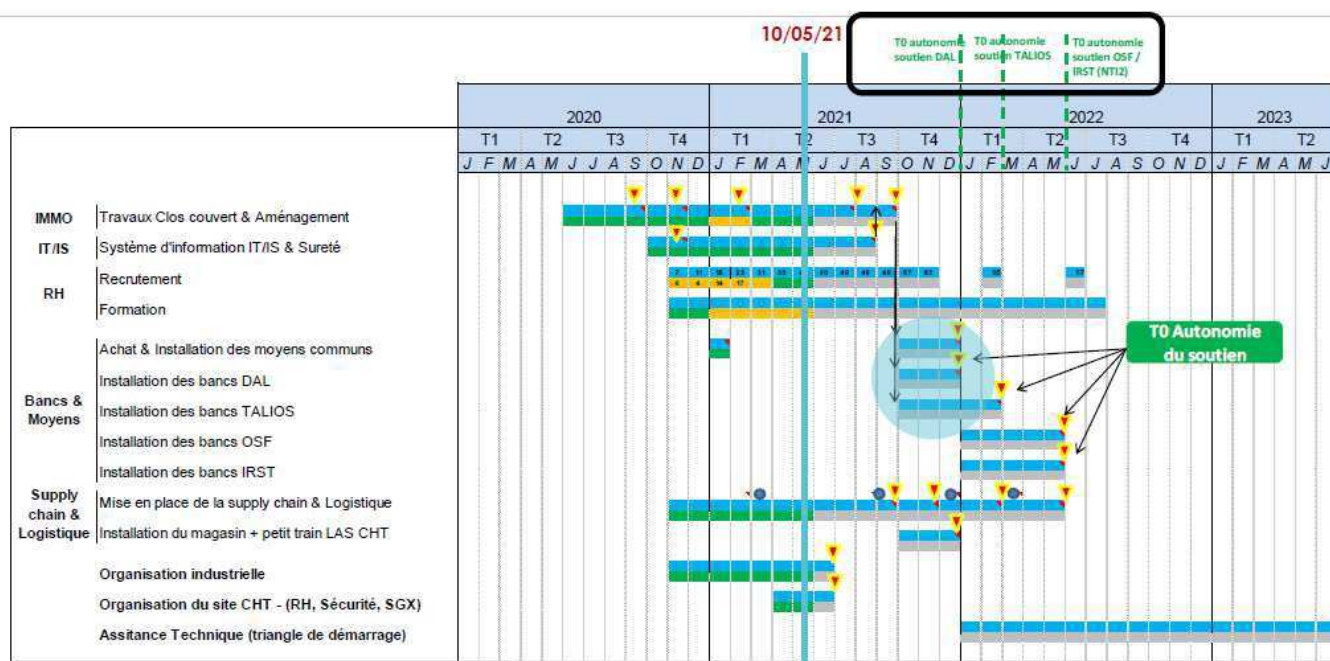 10/05/21
T0 autonomie soutien DAL
T0 autonomie soutien TALIOS
T0 autonomie soutien OSF / IRST (NTI2)
2020 2021 2022 2023
T1 T2 T3 T4 T1 T2 T3 T4 T1 T2 T3 T4 T1 T2
J F M A M J J A S O N D J F M A M J J A S O N D J F M A M J J A S O N D J F M A M J
IMMO Travaux Clos couvert & Aménagement
IT/IS Système d'information IT/IS & Sureté
RH
Recrutement
Formation
Achat & Installation des moyens communs
T0 Autonomie
du soutien
Installation des bancs DAL
Bancs &
Moyens
Installation des bancs TALIOS
Installation des bancs OSF
Installation des bancs IRST
Supply
chain &
Logistique
Mise en place de la supply chain & Logistique
Installation du magasin + petit train LAS CHT
Organisation industrielle
Organisation du site CHT - (RH, Sécurité, SGX)
Assitance Technique (triangle de démarrage)